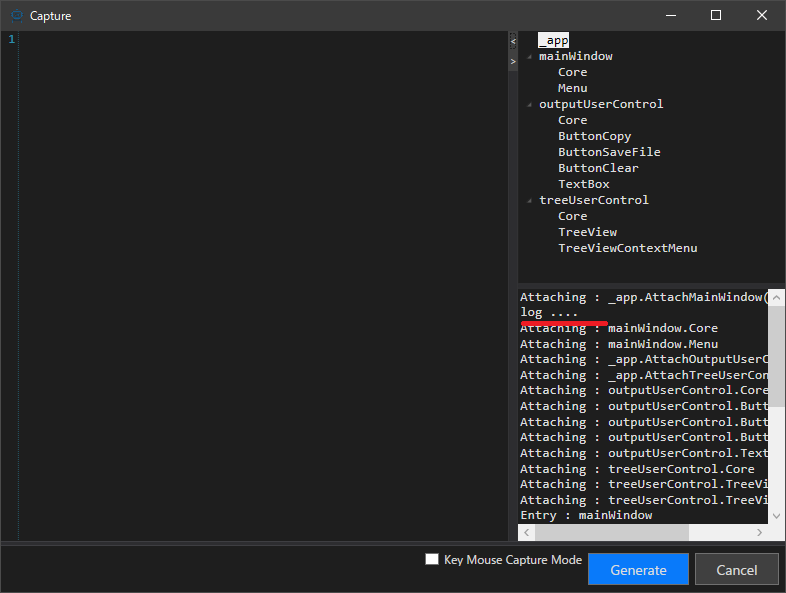 Capture
1
<
>
_app
mainWindow
Core
Menu
outputUserControl
Core
ButtonCopy
ButtonSaveFile
ButtonClear
TextBox
treeUserControl
Core
TreeView
TreeViewContextMenu
Attaching : _app.AttachMainWindow(
log ....
Attaching : mainWindow.Core
Attaching : mainWindow.Menu
Attaching : _app.AttachOutputUserC
Attaching : _app.AttachTreeUserCon
Attaching : outputUserControl.Core
Attaching : outputUserControl.Butt
Attaching : outputUserControl.Butt
Attaching : outputUserControl.Butt
Attaching : outputUserControl.Text
Attaching : treeUserControl.Core
Attaching : treeUserControl.TreeVi
Attaching : treeUserControl.TreeVi
Entry : mainWindow
Key Mouse Capture Mode
Generate
Cancel